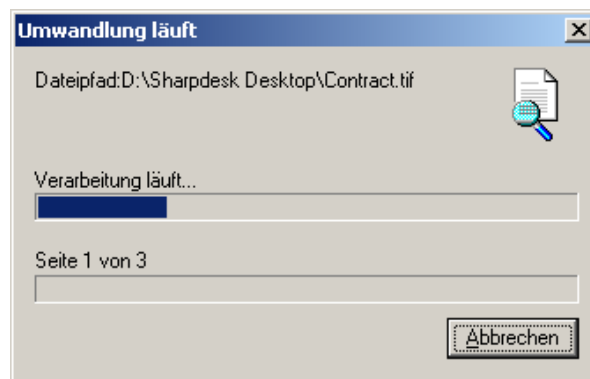 Umwandlung läuft
Dateipfad:D:\Sharpdesk Desktop\Contract.tif
Verarbeitung läuft...
Seite 1 von 3
Abbrechen